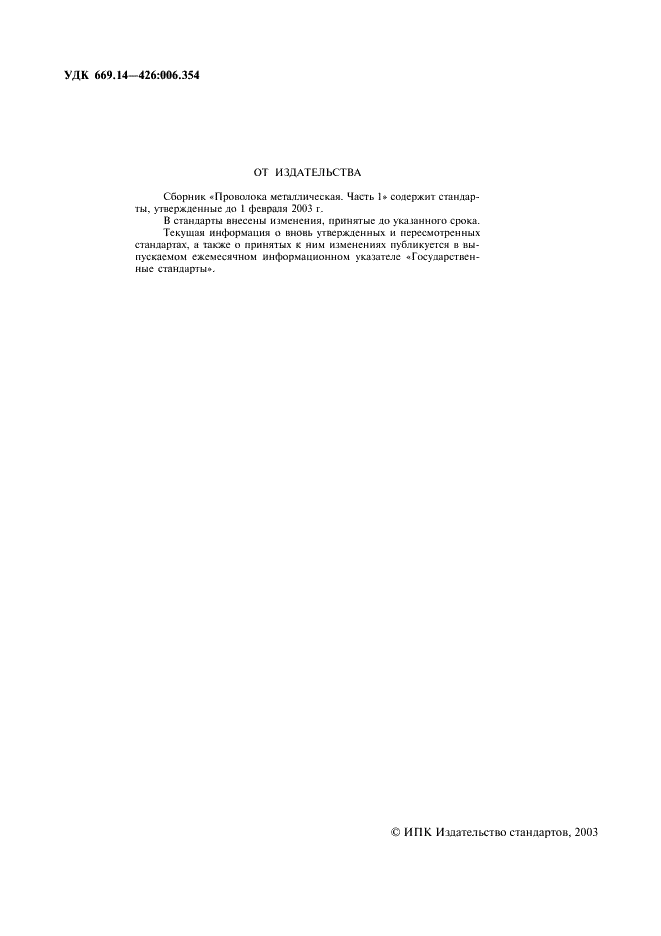 УДК 669.14—426:006.354
ОТ ИЗДАТЕЛЬСТВА
Сборник «Проволока металлическая. Часть 1» содержит стандар-
ты, утвержденные до 1 февраля 2003 г.
В стандарты внесены изменения, принятые до указанного срока.
Текущая информация о вновь утвержденных и пересмотренных
стандартах, а также о принятых к ним изменениях публикуется в вы-
пускаемом ежемесячном информационном указателе «Государствен-
ные стандарты».
© ИПК Издательство стандартов, 2003